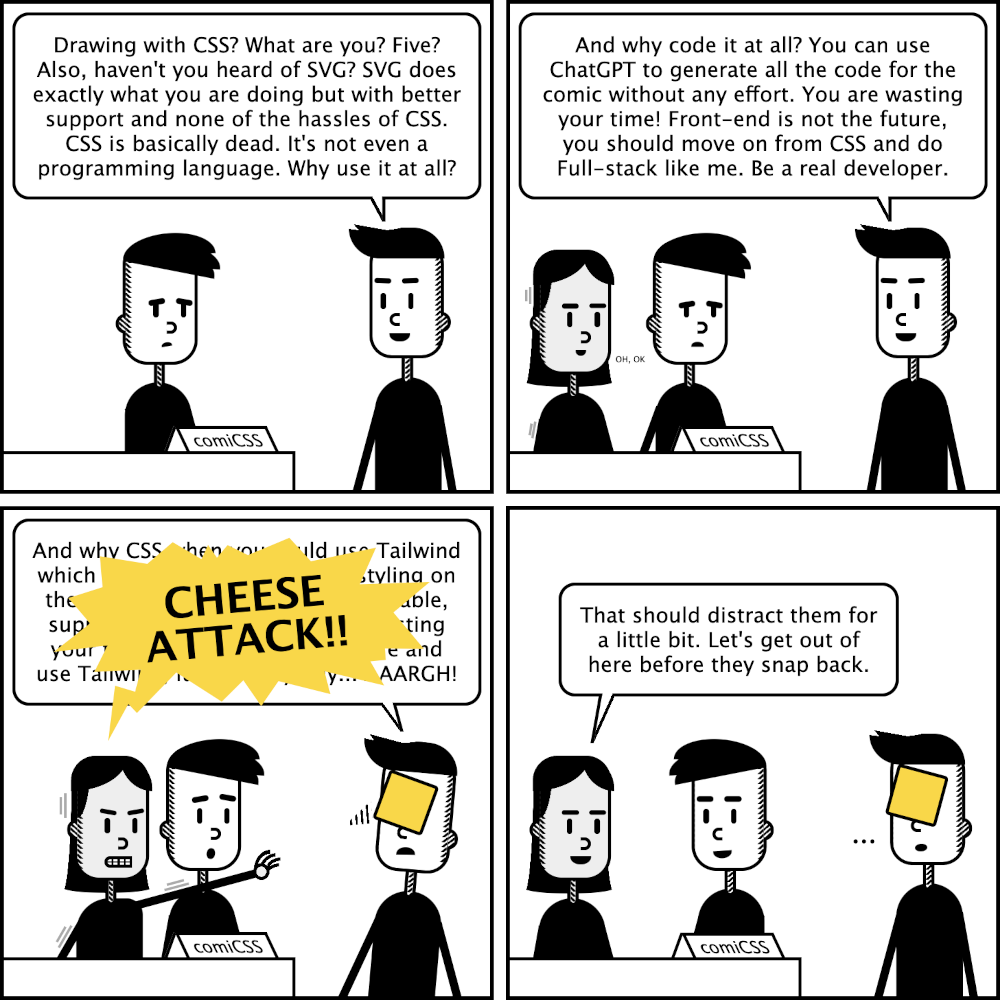 Drawing with CSS? What are you? Five?
Also, haven't you heard of SVG? SVG does
exactly what you are doing but with better
support and none of the hassles of CSS.
CSS is basically dead. It's not even a
programming language. Why use it at all?
comiCSS
And why code it at all? You can use
ChatGPT to generate all the code for the
comic without any effort. You are wasting
your time! Front-end is not the future,
you should move on from CSS and do
Full-stack like me. Be a real developer.
OH, OK
comiCSS
And why CSS when you could use Tailwind
which styling on
the
your and
use AARGH!
CHEESE
ATTACK!!
comiCSS
That should distract them for
a little bit. Let's get out of
here before they snap back.
...
comiCSS